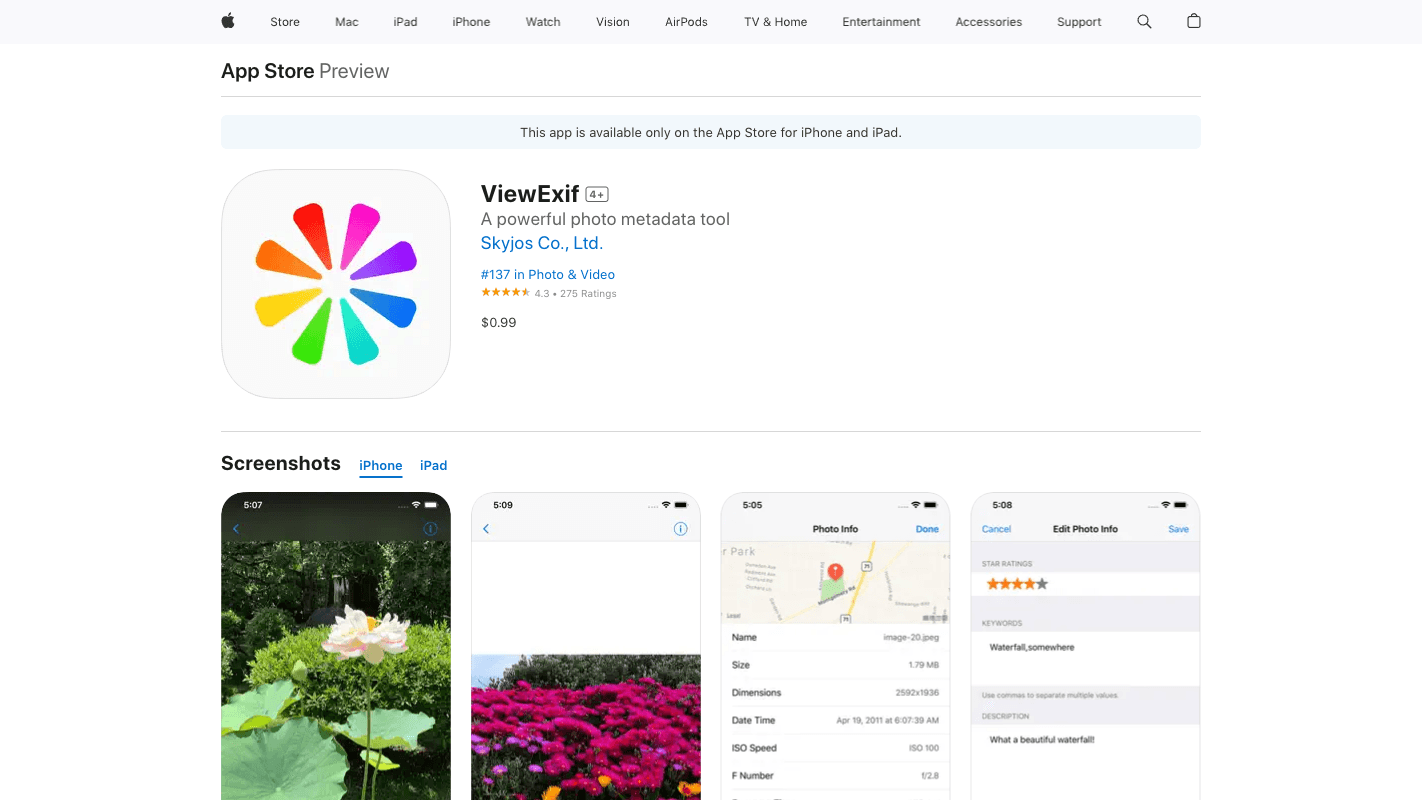 Store Mac iPad iPhone Watch Vision AirPods TV & Home Entertainment Accessories Support
App Store Preview
This app is available only on the App Store for iPhone and iPad.
ViewExif 4+
A powerful photo metadata tool
Skyjos Co., Ltd.
#137 in Photo & Video
4.3 • 275 Ratings
$0.99
Screenshots iPhone iPad
5:07
5:09
5:05
Photo Info Done
er Park
Montgomery Rd
Legal
Name image-20.jpeg
Size 1.79 MB
Dimensions 2592x1936
Date Time Apr 19, 2011 at 6:07:39 AM
ISO Speed ISO 100
F Number f/2.8
5:08
Cancel Edit Photo Info Save
STAR RATINGS
KEYWORDS
Waterfall,somewhere
Use commas to separate multiple values.
DESCRIPTION
What a beautiful waterfall!